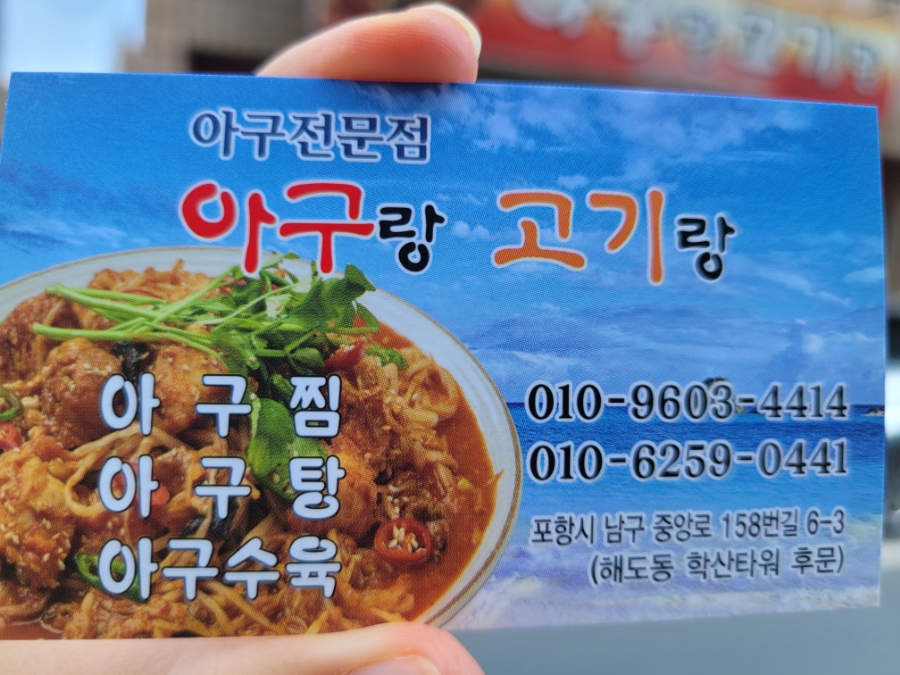 아구전문점
아구랑 고기랑
아구찜
아구탕
아구수육
010-9603-4414
010-6259-0441
포항시 남구 중앙로 158번길 6-3
(해도동 학산타워 후문)